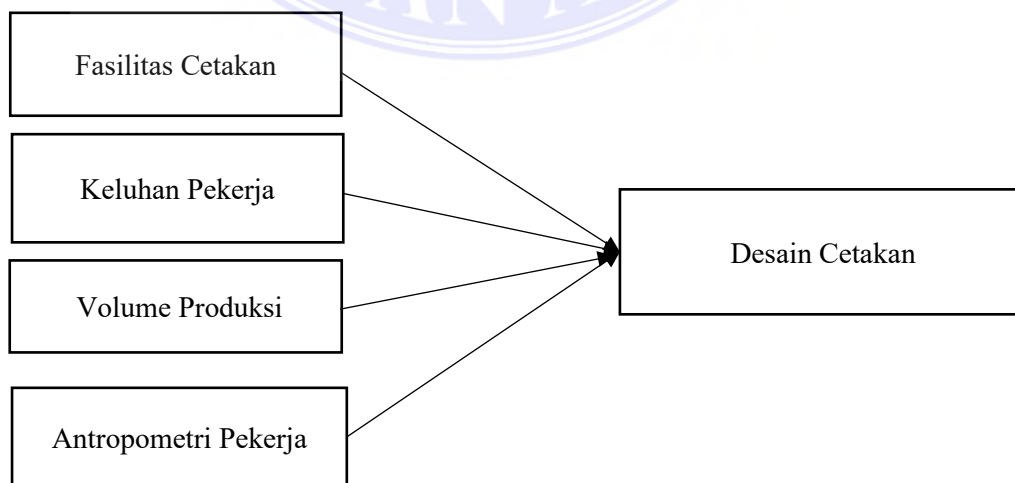 Fasilitas Cetakan
Keluhan Pekerja
Desain Cetakan
Volume Produksi
Antropometri Pekerja